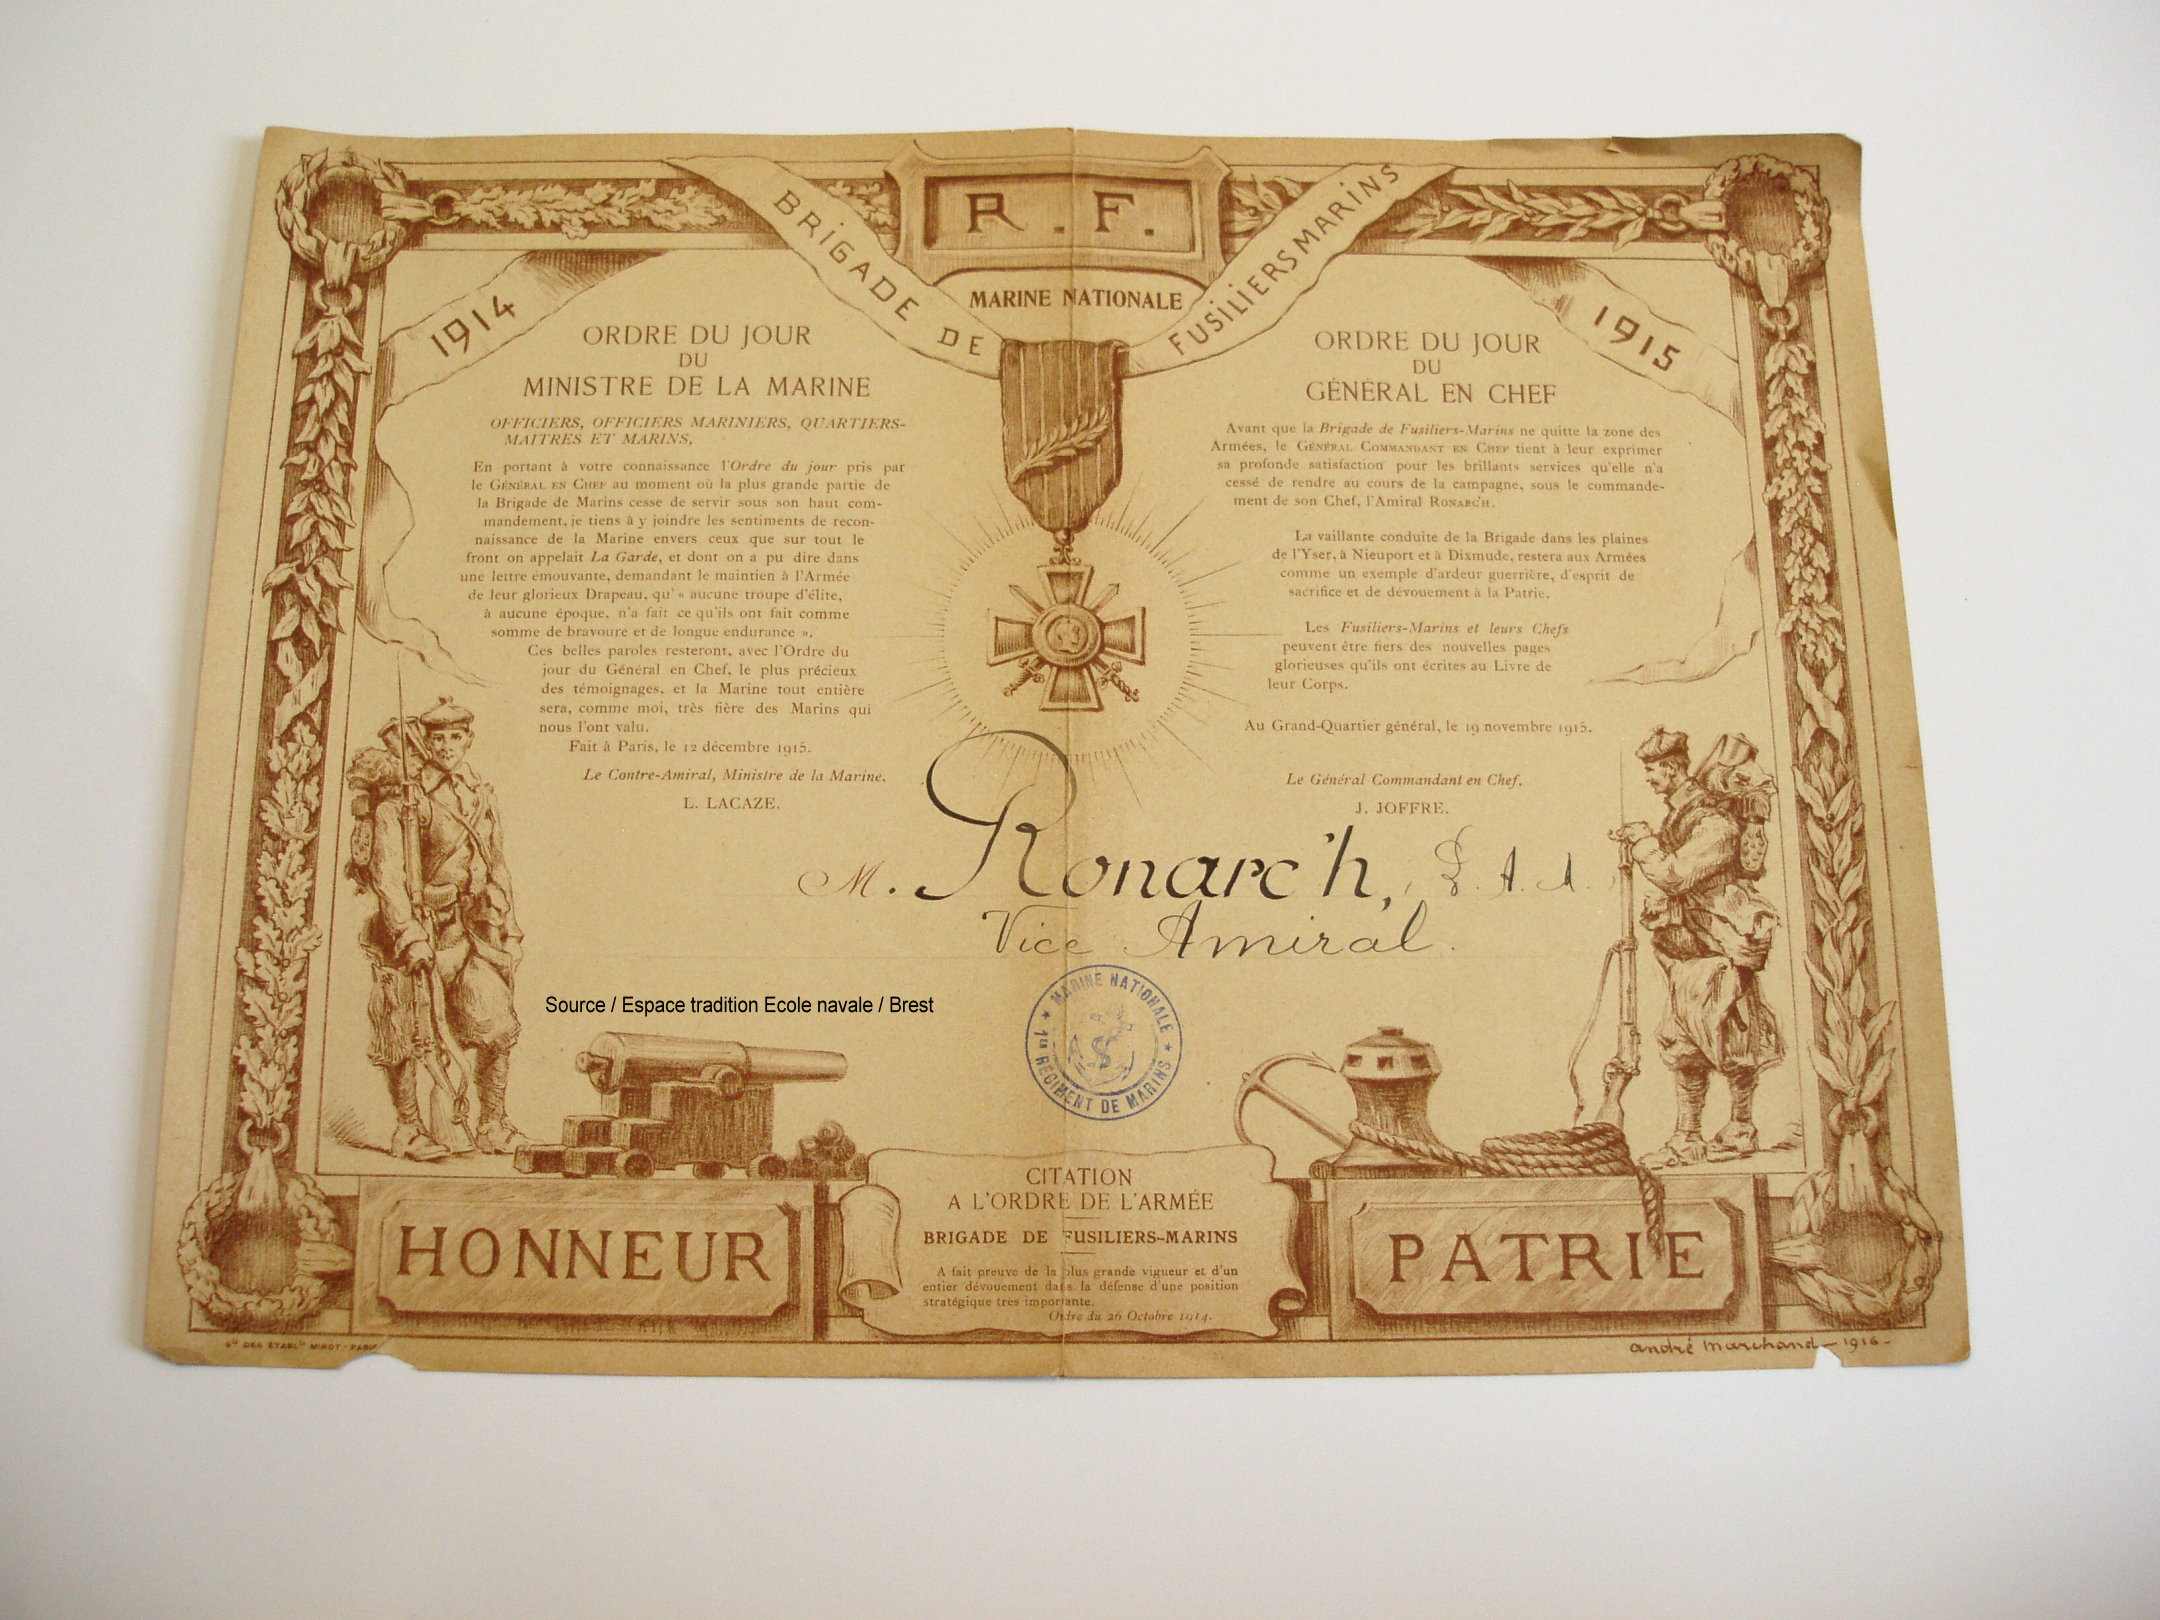 R. F.
BRIGADE DE FUSILIERS MARINS
MARINE NATIONALE
1914
1915
ORDRE DU JOUR
DU
MINISTRE DE LA MARINE
OFFICIERS, OFFICIERS MARINIERS, QUARTIERS-
MAITRES ET MARINS,
En portant à votre connaissance l'Ordre du jour pris par
le GÉNÉRAL EN CHEF au moment où la plus grande partie de
la Brigade de Marins cesse de servir sous son haut com-
mandement, je tiens à y joindre les sentiments de recon-
naissance de la Marine envers ceux que sur tout le
front on appelait La Garde, et dont on a pu dire dans
une lettre émouvante, demandant le maintien à l'Armée
de leur glorieux Drapeau, qu' « aucune troupe d'élite,
à aucune époque, n'a fait ce qu'ils ont fait comme
somme de bravoure et de longue endurance ».
Ces belles paroles resteront, avec l'Ordre du
jour du Général en Chef, le plus précieux
des témoignages, et la Marine tout entière
sera, comme moi, très fière des Marins qui
nous l'ont valu.
Fait à Paris, le 12 décembre 1915.
Le Contre-Amiral, Ministre de la Marine.
L. LACAZE.
ORDRE DU JOUR
DU
GÉNÉRAL EN CHEF
Avant que la Brigade de Fusiliers-Marins ne quitte la zone des
Armées, le GÉNÉRAL COMMANDANT EN CHEF tient à leur exprimer
sa profonde satisfaction pour les brillants services qu'elle n'a
cessé de rendre au cours de la campagne, sous le commande-
ment de son Chef, l'Amiral RONARC'H.
La vaillante conduite de la Brigade dans les plaines
de l'Yser, à Nieuport et à Dixmude, restera aux Armées
comme un exemple d'ardeur guerrière, d'esprit de
sacrifice et de dévouement à la Patrie.
Les Fusiliers-Marins et leurs Chefs
peuvent être fiers des nouvelles pages
glorieuses qu'ils ont écrites au Livre de
leur Corps.
Au Grand-Quartier général, le 19 novembre 1915.
Le Général Commandant en Chef.
J. JOFFRE.
M. Ronarc'h, P. A. A.
Vice Amiral.
Source / Espace tradition Ecole navale / Brest
MARINE NATIONALE
1er RÉGIMENT DE MARINS
HONNEUR
CITATION
A L'ORDRE DE L'ARMÉE
BRIGADE DE FUSILIERS-MARINS
A fait preuve de la plus grande vigueur et d'un
entier dévouement dans la défense d'une position
stratégique très importante.
Ordre du 26 Octobre 1914.
PATRIE
DES ETABLts MINOT - PARIS
andré marchand - 1916 -